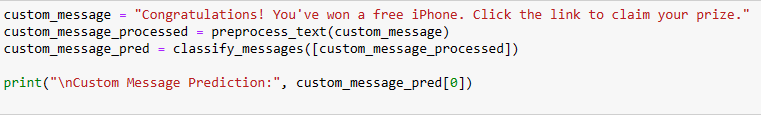 custom_message = "Congratulations! You've won a free iPhone. Click the link to claim your prize."
custom_message_processed = preprocess_text(custom_message)
custom_message_pred = classify_messages([custom_message_processed])

print("\nCustom Message Prediction:", custom_message_pred[0])